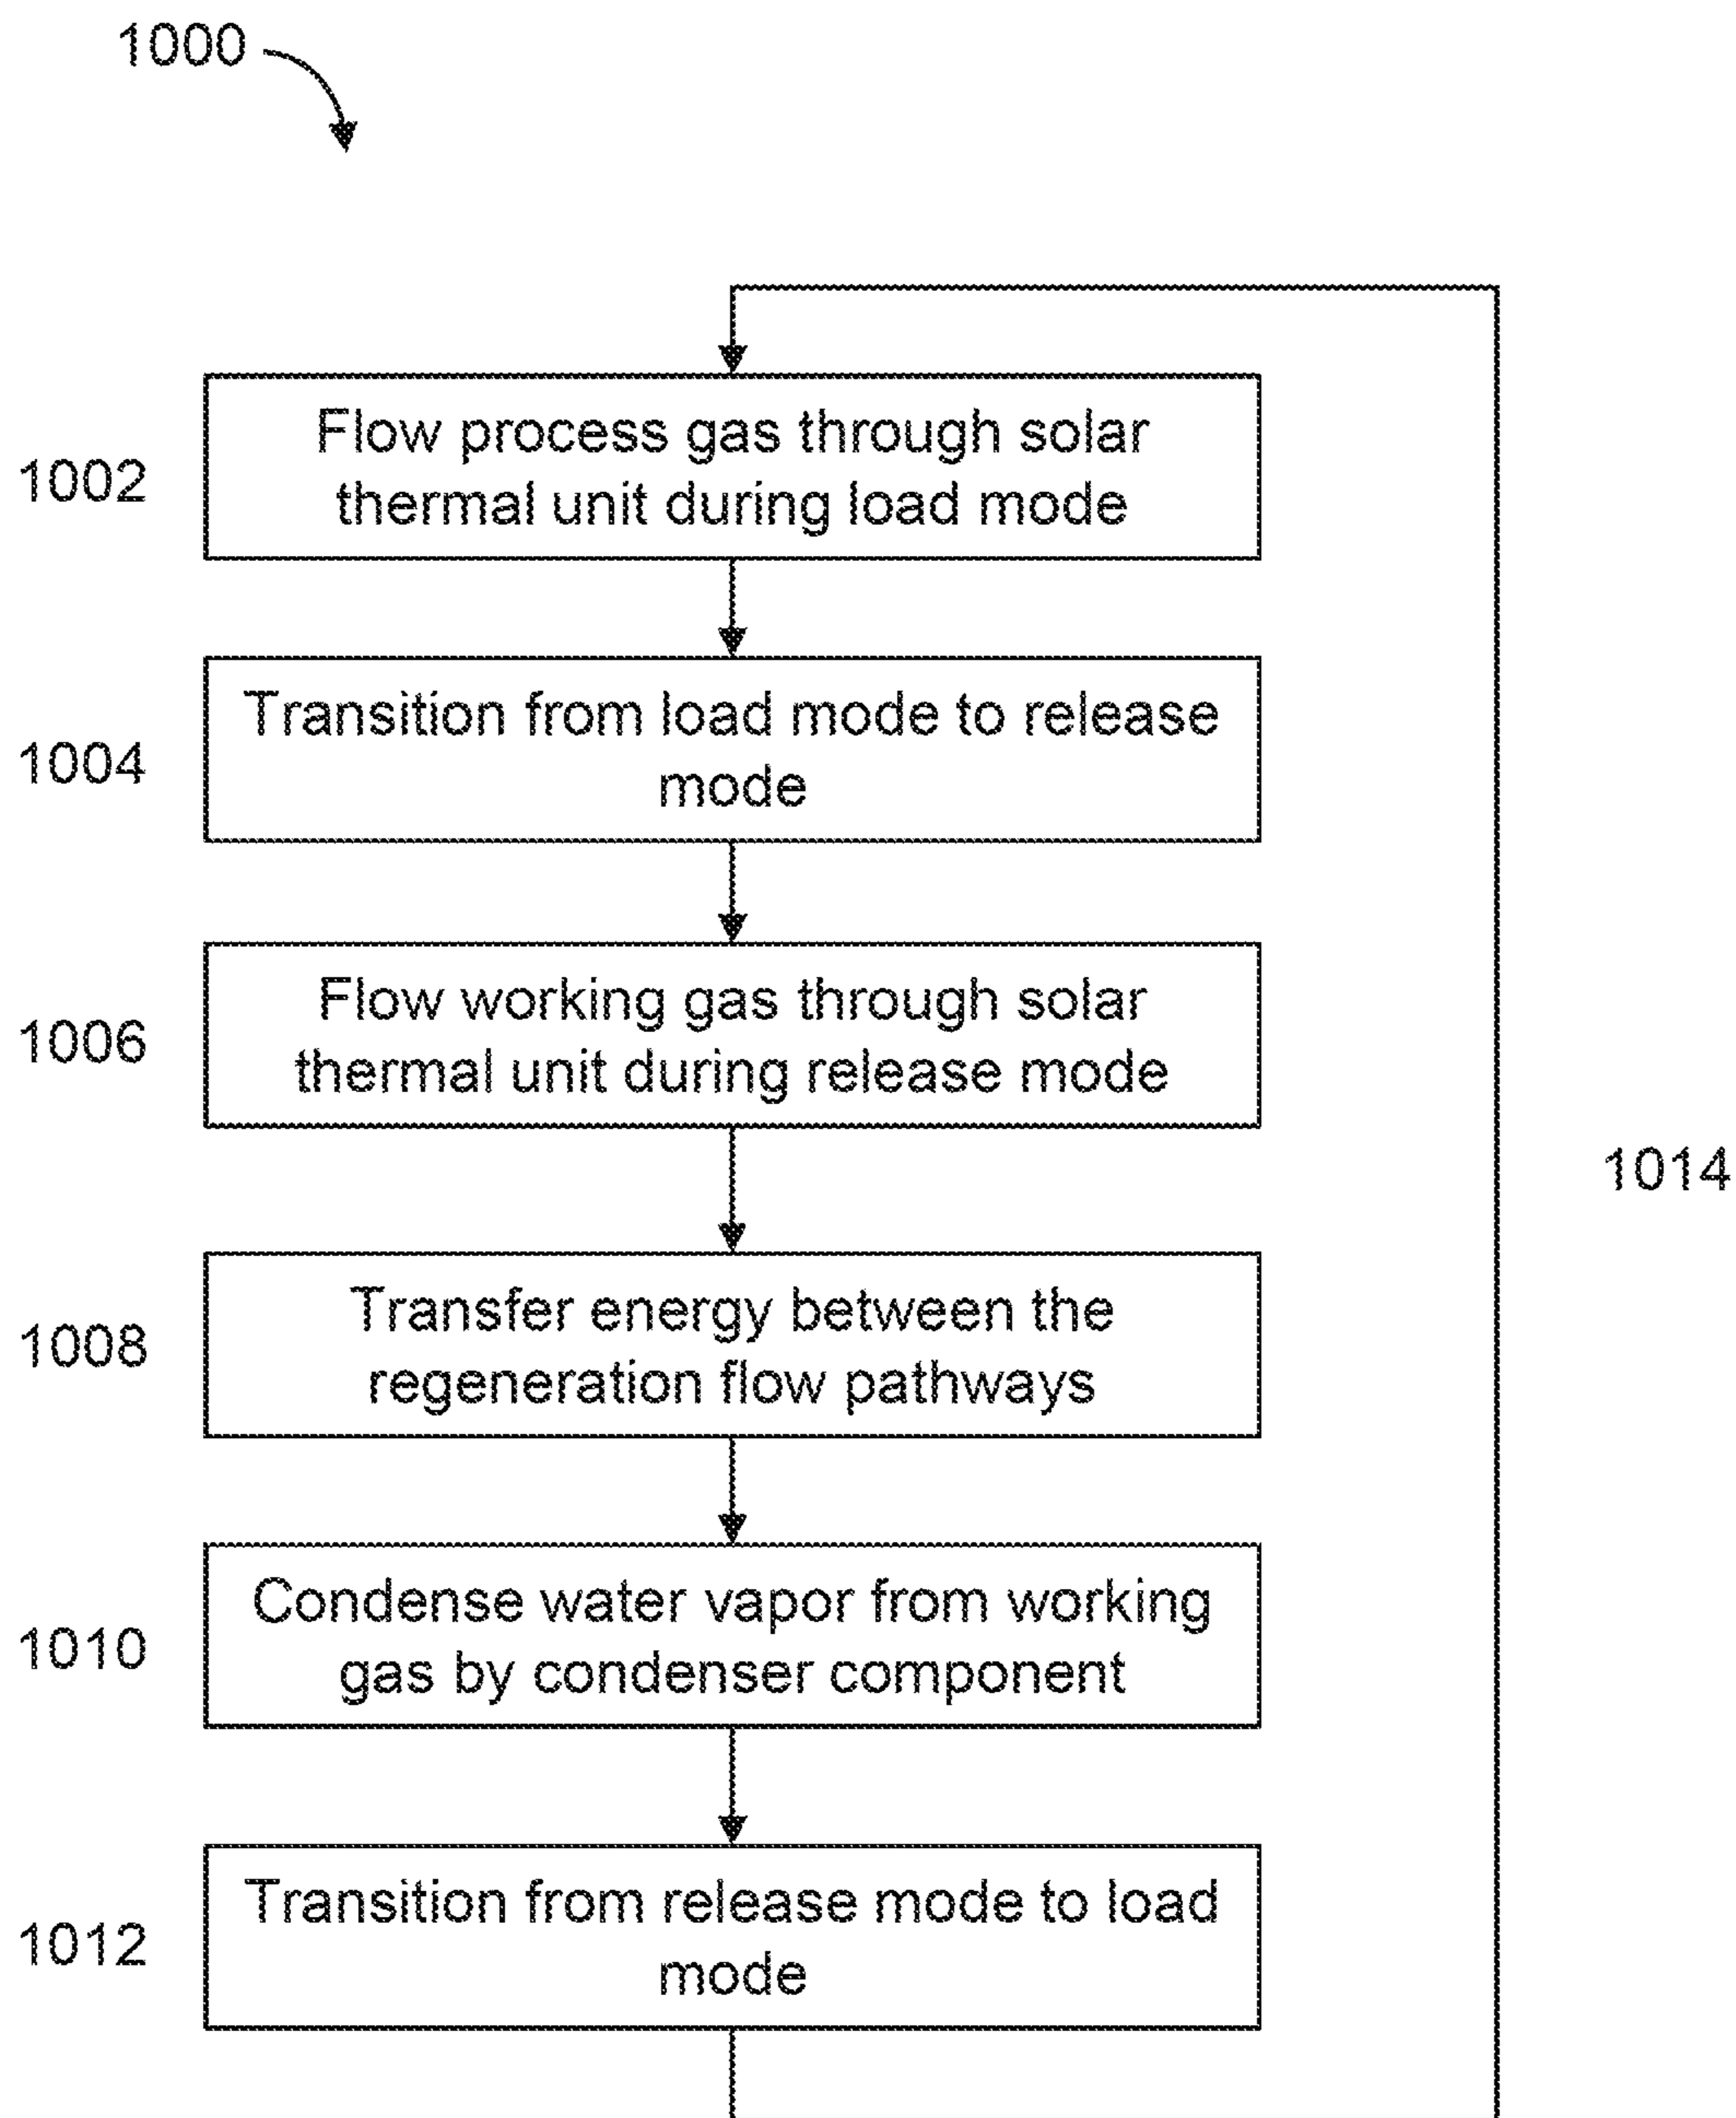 1000
1002
Flow process gas through solar
thermal unit during load mode
1004
Transition from load mode to release
mode
1006
Flow working gas through solar
thermal unit during release mode
1014
1008
Transfer energy between the
regeneration flow pathways
1010
Condense water vapor from working
gas by condenser component
1012
Transition from release mode to load
mode